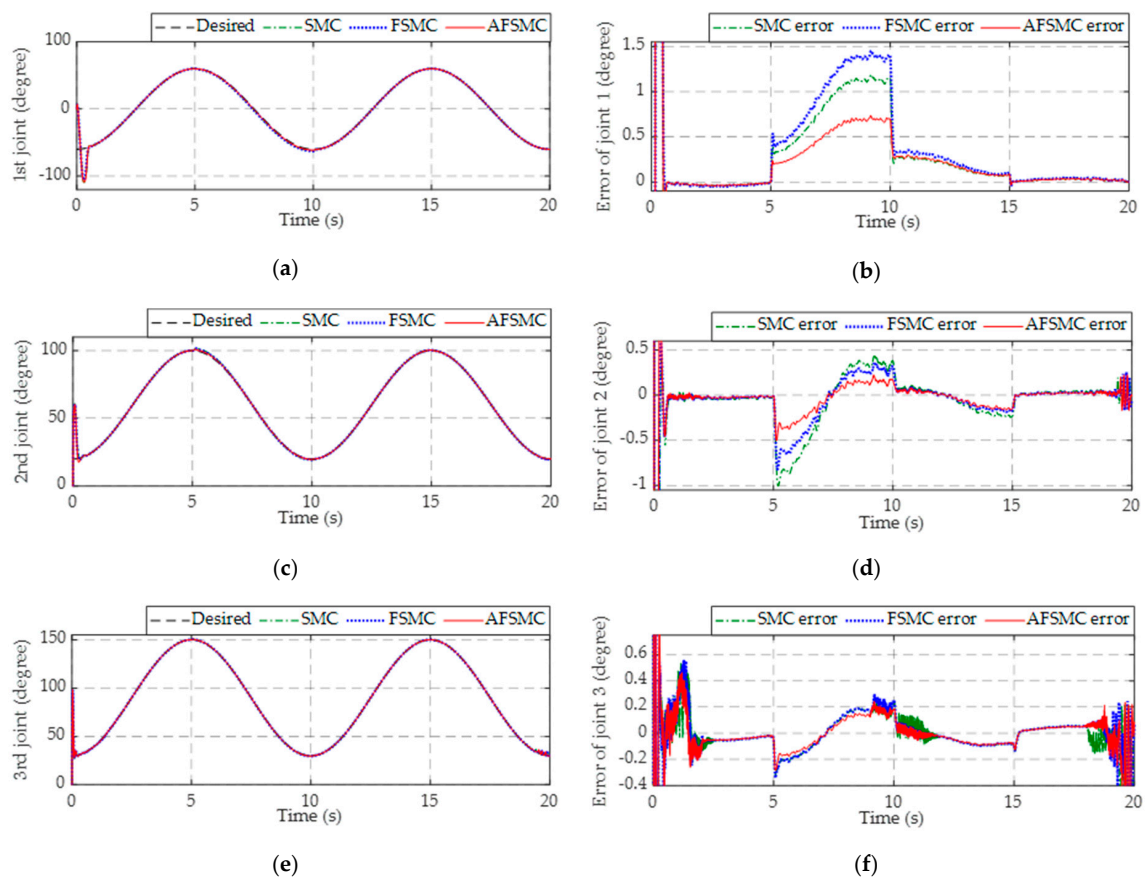 Desired SMC FSMC AFSMC
100
0
-100
1st joint (degree)
0 5 10 15 20
Time (s)
(a)
SMC error FSMC error AFSMC error
1.5
1
0.5
0
Error of joint 1 (degree)
0 5 10 15 20
Time (s)
(b)
Desired SMC FSMC AFSMC
100
50
0
2nd joint (degree)
0 5 10 15 20
Time (s)
(c)
SMC error FSMC error AFSMC error
0.5
0
-0.5
-1
Error of joint 2 (degree)
0 5 10 15 20
Time (s)
(d)
Desired SMC FSMC AFSMC
150
100
50
0
3rd joint (degree)
0 5 10 15 20
Time (s)
(e)
SMC error FSMC error AFSMC error
0.6
0.4
0.2
0
-0.2
-0.4
Error of joint 3 (degree)
0 5 10 15 20
Time (s)
(f)